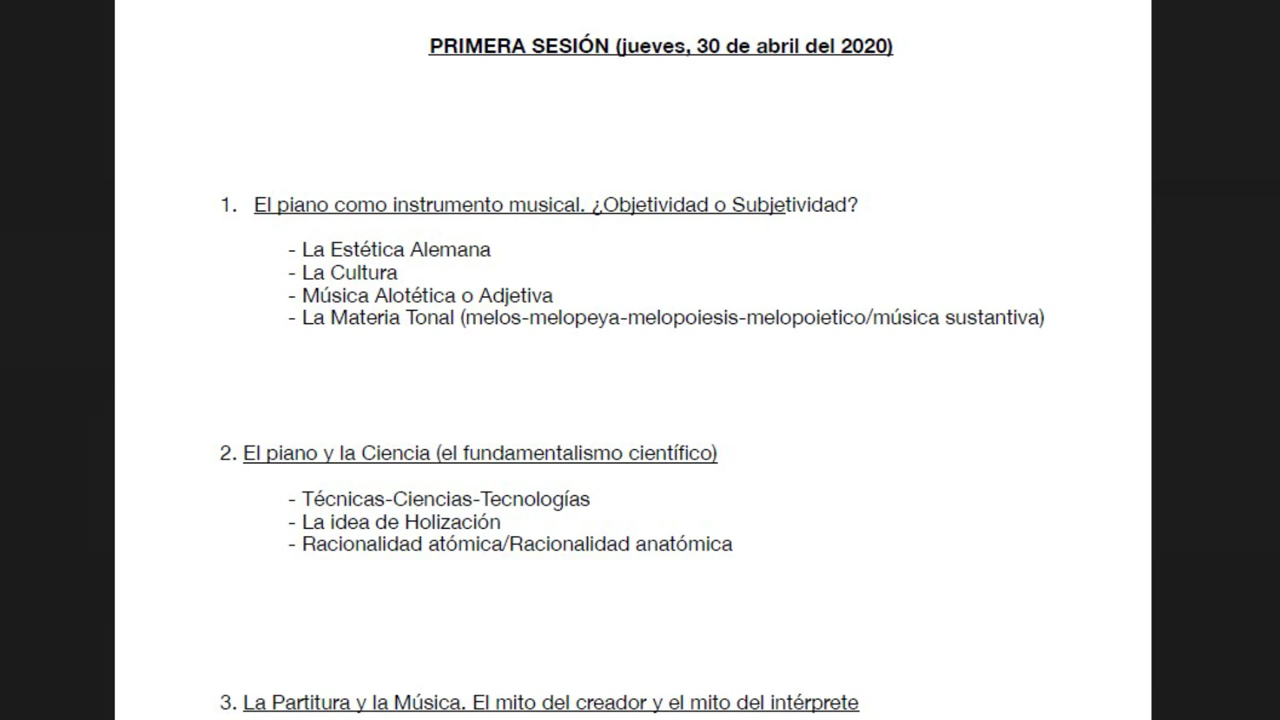 PRIMERA SESIÓN (jueves, 30 de abril del 2020)
1. El piano como instrumento musical. ¿Objetividad o Subjetividad?
- La Estética Alemana
- La Cultura
- Música Alotética o Adjetiva
- La Materia Tonal (melos-melopeya-melopoiesis-melopoietico/música sustantiva)
2. El piano y la Ciencia (el fundamentalismo científico)
- Técnicas-Ciencias-Tecnologías
- La idea de Holización
- Racionalidad atómica/Racionalidad anatómica
3. La Partitura y la Música. El mito del creador y el mito del intérprete